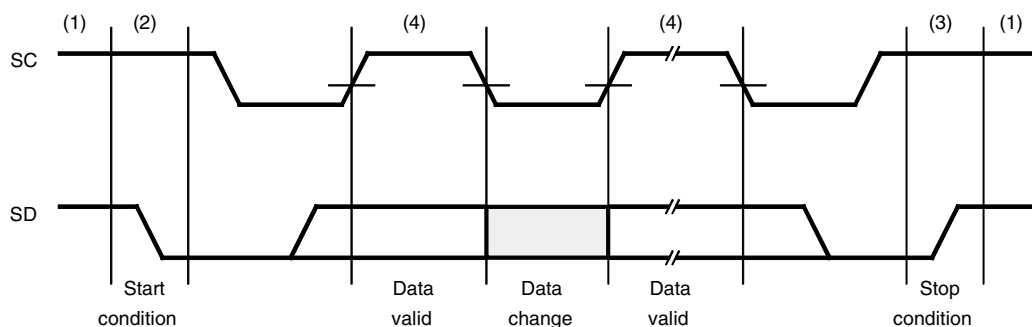 (1) (2) (4) (4) (3) (1)
SC
SD
Start Data Data Data Stop
condition valid change valid condition